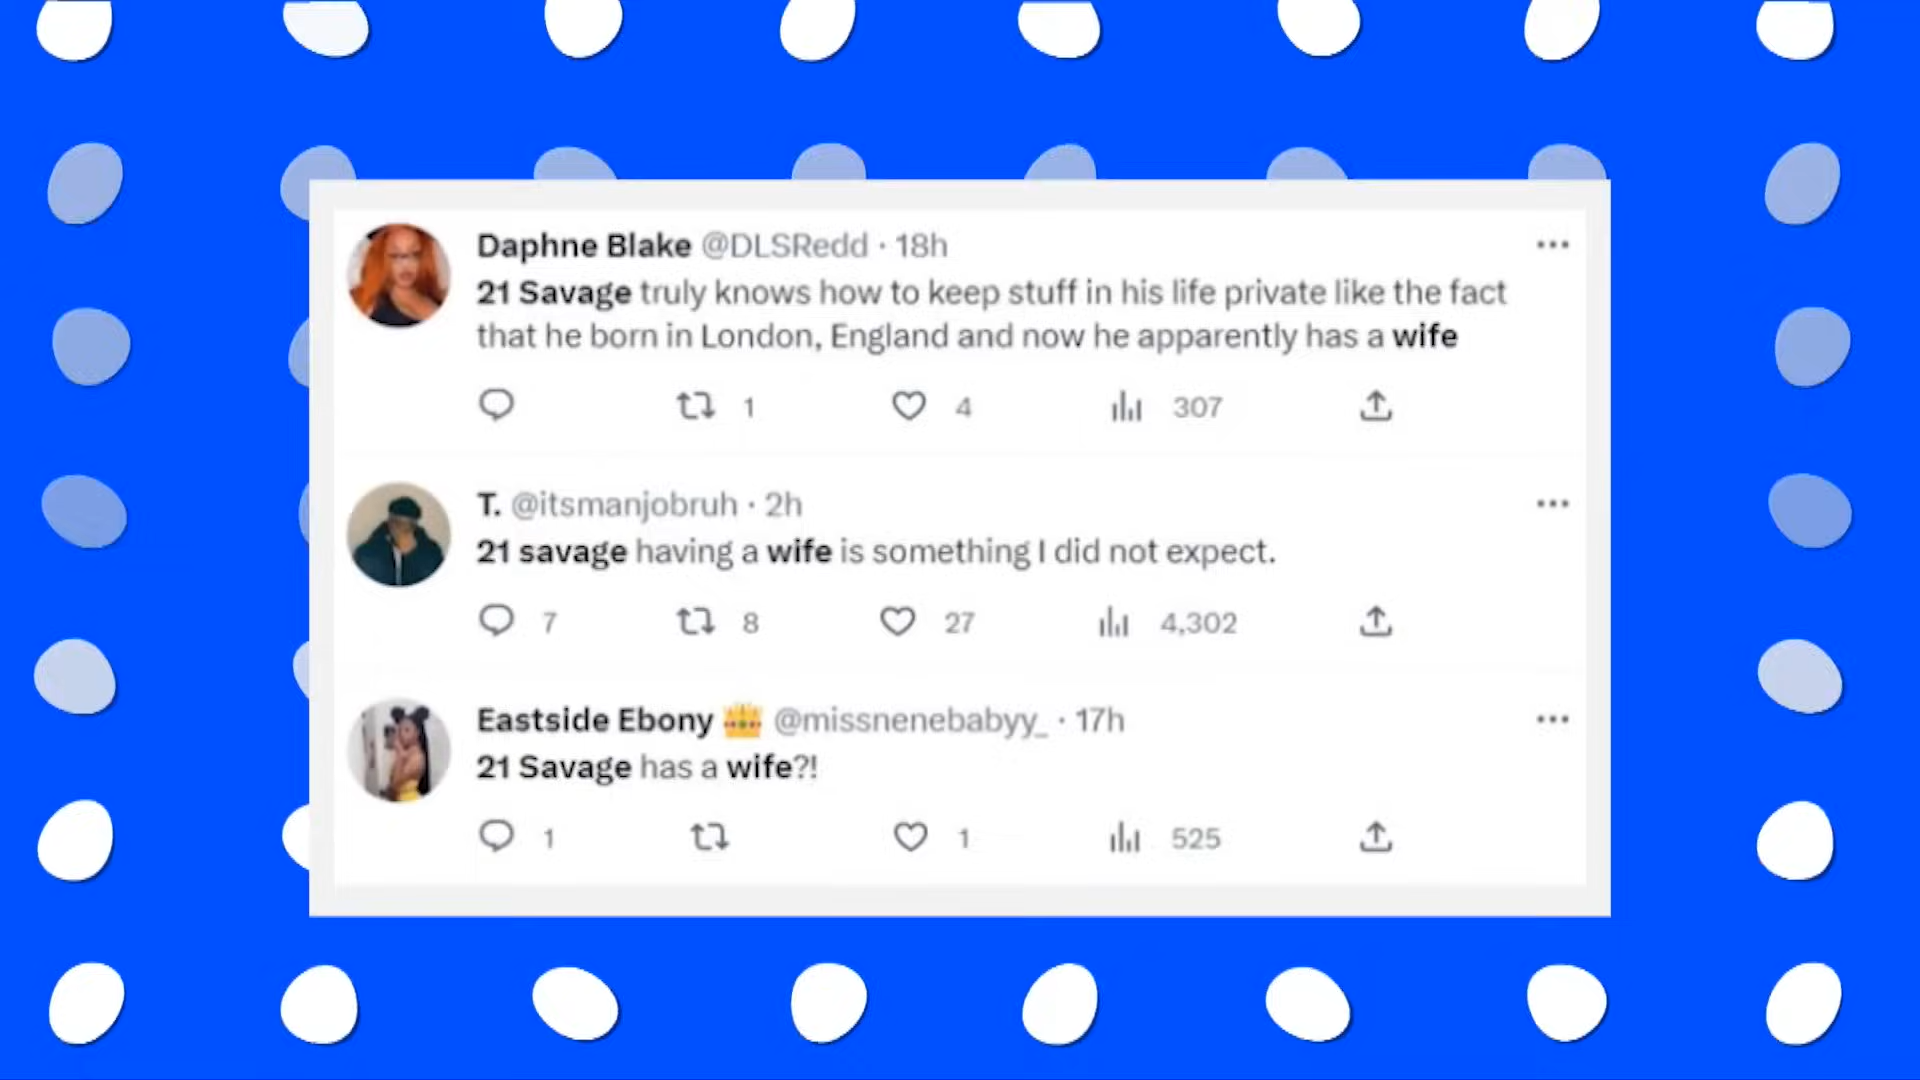 Daphne Blake @DLSRedd · 18h
21 Savage truly knows how to keep stuff in his life private like the fact
that he born in London, England and now he apparently has a wife
1 4 307
T. @itsmanjobruh · 2h
21 savage having a wife is something I did not expect.
7 8 27 4,302
Eastside Ebony 👑 @missnenebabyy_ · 17h
21 Savage has a wife?!
1 1 525